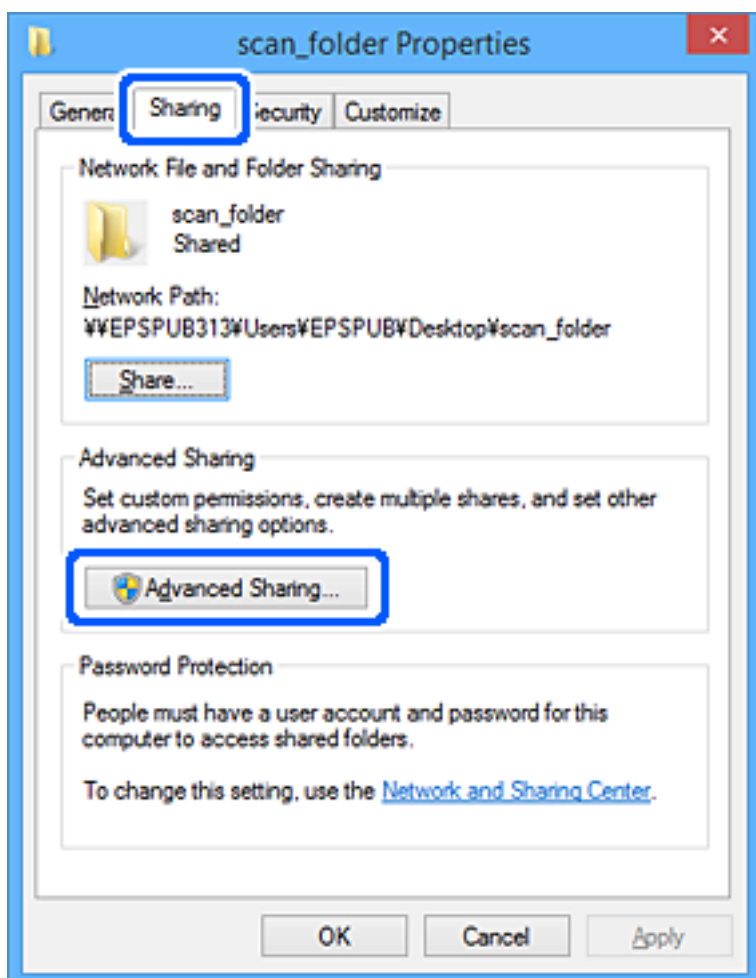 scan_folder Properties
General Sharing Security Customize
Network File and Folder Sharing
scan_folder
Shared
Network Path:
¥¥EPSPUB313¥Users¥EPSPUB¥Desktop¥scan_folder
Share...
Advanced Sharing
Set custom permissions, create multiple shares, and set other
advanced sharing options.
Advanced Sharing...
Password Protection
People must have a user account and password for this
computer to access shared folders.
To change this setting, use the Network and Sharing Center.
OK Cancel Apply